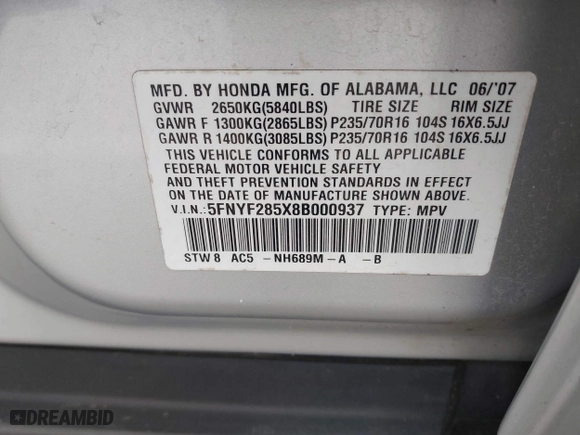 MFD. BY HONDA MFG. OF ALABAMA, LLC 06/'07
GVWR 2650KG(5840LBS) TIRE SIZE RIM SIZE
GAWR F 1300KG(2865LBS) P235/70R16 104S 16X6.5JJ
GAWR R 1400KG(3085LBS) P235/70R16 104S 16X6.5JJ
THIS VEHICLE CONFORMS TO ALL APPLICABLE
FEDERAL MOTOR VEHICLE SAFETY
AND THEFT PREVENTION STANDARDS IN EFFECT
ON THE DATE OF MANUFACTURE
SHOWN ABOVE.
V.I.N.:5FNYF285X8B000937 TYPE: MPV
STW 8 AC5 -NH689M-A -B
DREAMBID